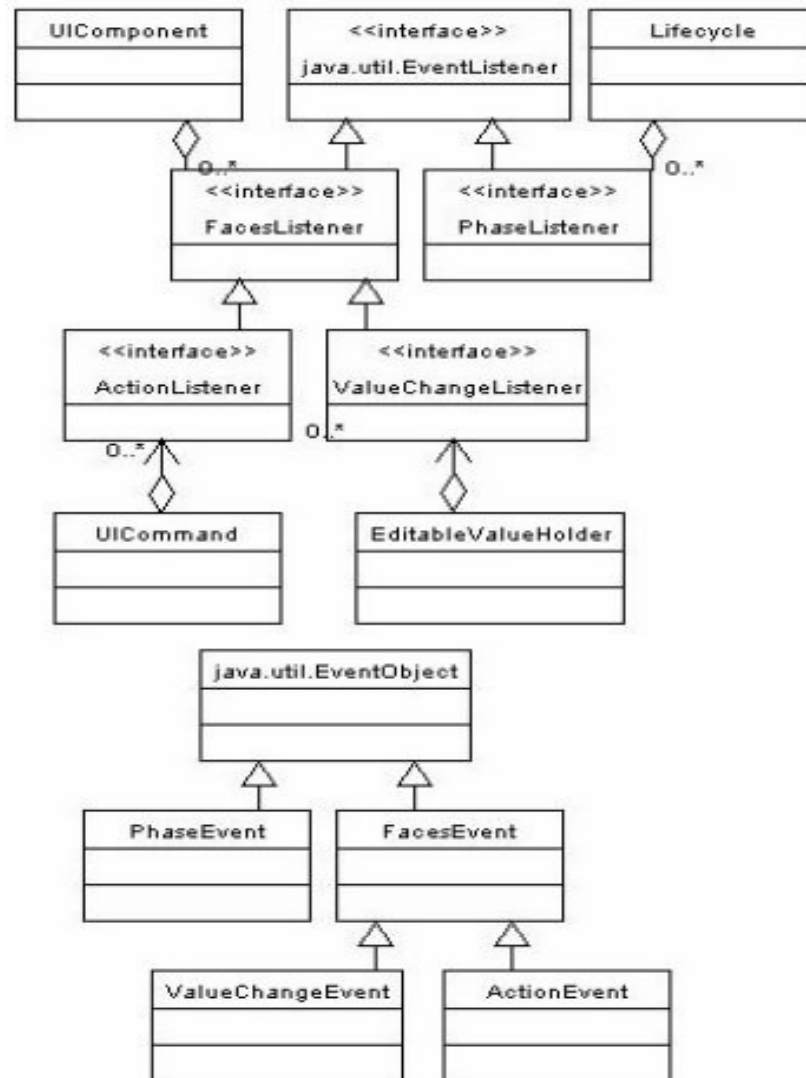 UIComponent
<<interface>>
java.util.EventListener
Lifecycle
0..*
0..*
<<interface>>
FacesListener
<<interface>>
PhaseListener
<<interface>>
ActionListener
<<interface>>
ValueChangeListener
0..*
0..*
UICommand
EditableValueHolder
java.util.EventObject
PhaseEvent
FacesEvent
ValueChangeEvent
ActionEvent